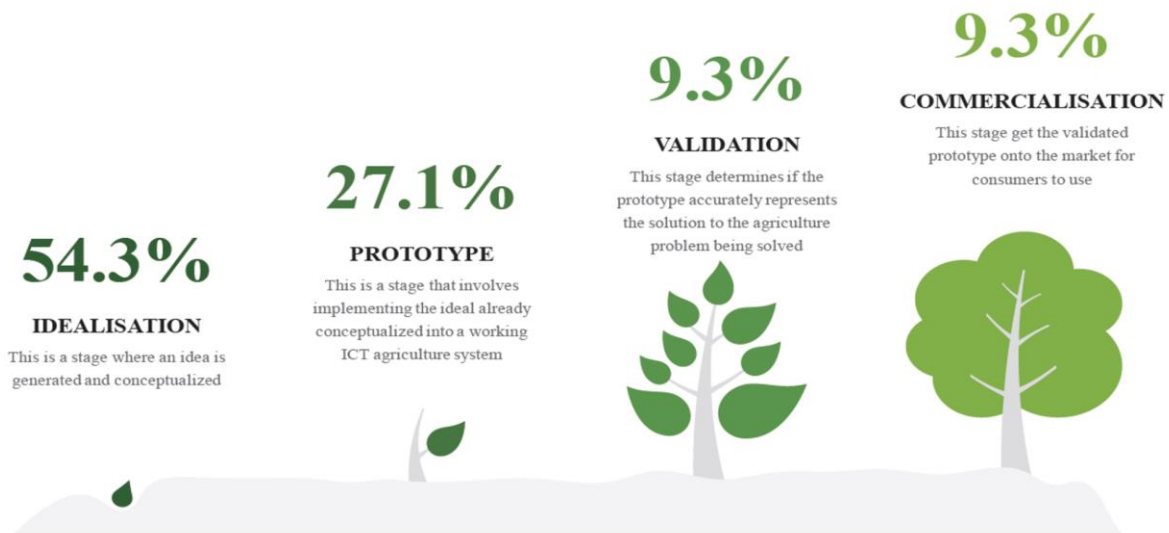 54.3%
IDEALISATION
This is a stage where an idea is
generated and conceptualized
27.1%
PROTOTYPE
This is a stage that involves
implementing the ideal already
conceptualized into a working
ICT agriculture system
9.3%
VALIDATION
This stage determines if the
prototype accurately represents
the solution to the agriculture
problem being solved
9.3%
COMMERCIALISATION
This stage get the validated
prototype onto the market for
consumers to use